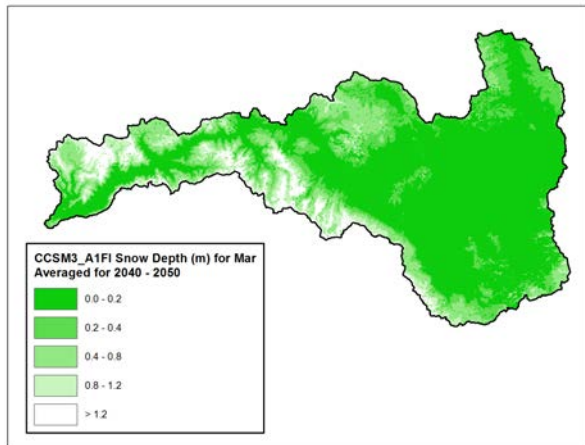 CCSM3_A1FI Snow Depth (m) for Mar
Averaged for 2040 - 2050
0.0 - 0.2
0.2 - 0.4
0.4 - 0.8
0.8 - 1.2
> 1.2